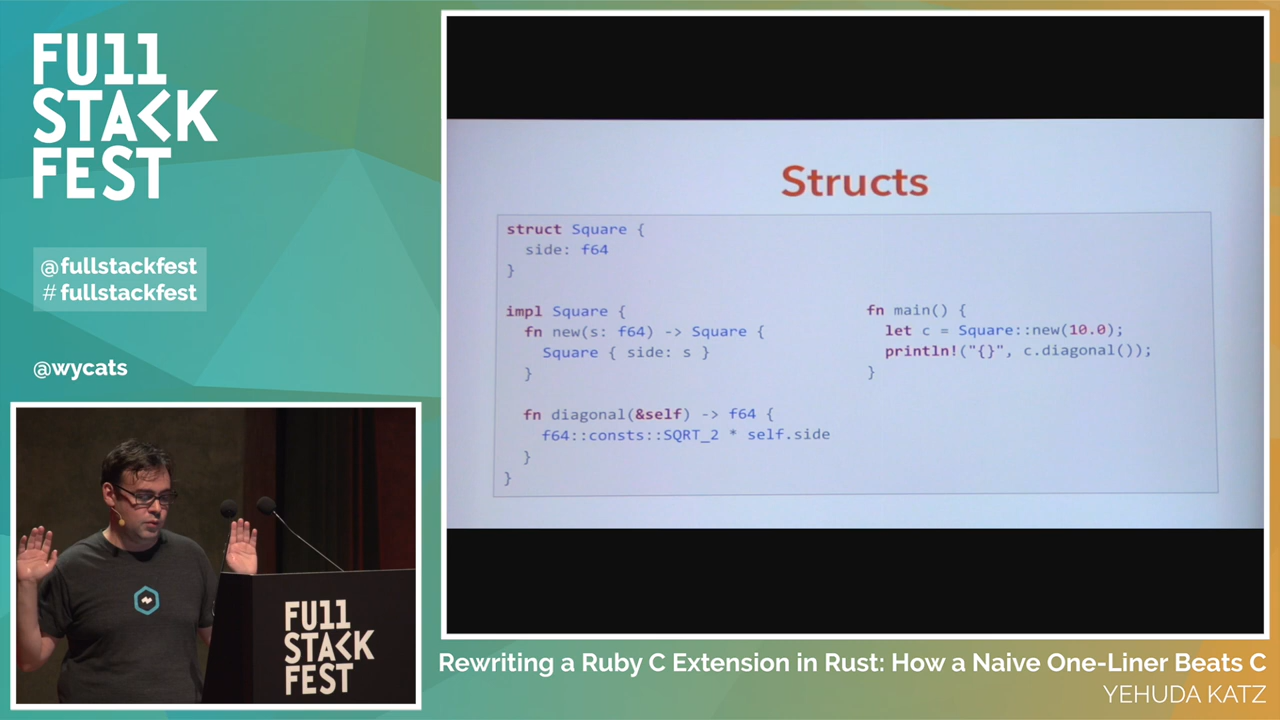 FU11
STACK
FEST
@fullstackfest
# fullstackfest
@wycats
FU11
STACK
FEST
Structs
struct Square {
side: f64
}
impl Square {
fn new(s: f64) -> Square {
Square { side: s }
}
fn diagonal(&self) -> f64 {
f64::consts::SQRT_2 * self.side
}
}
fn main() {
let c = Square::new(10.0);
println!("{}", c.diagonal());
}
Rewriting a Ruby C Extension in Rust: How a Naive One-Liner Beats C
YEHUDA KATZ